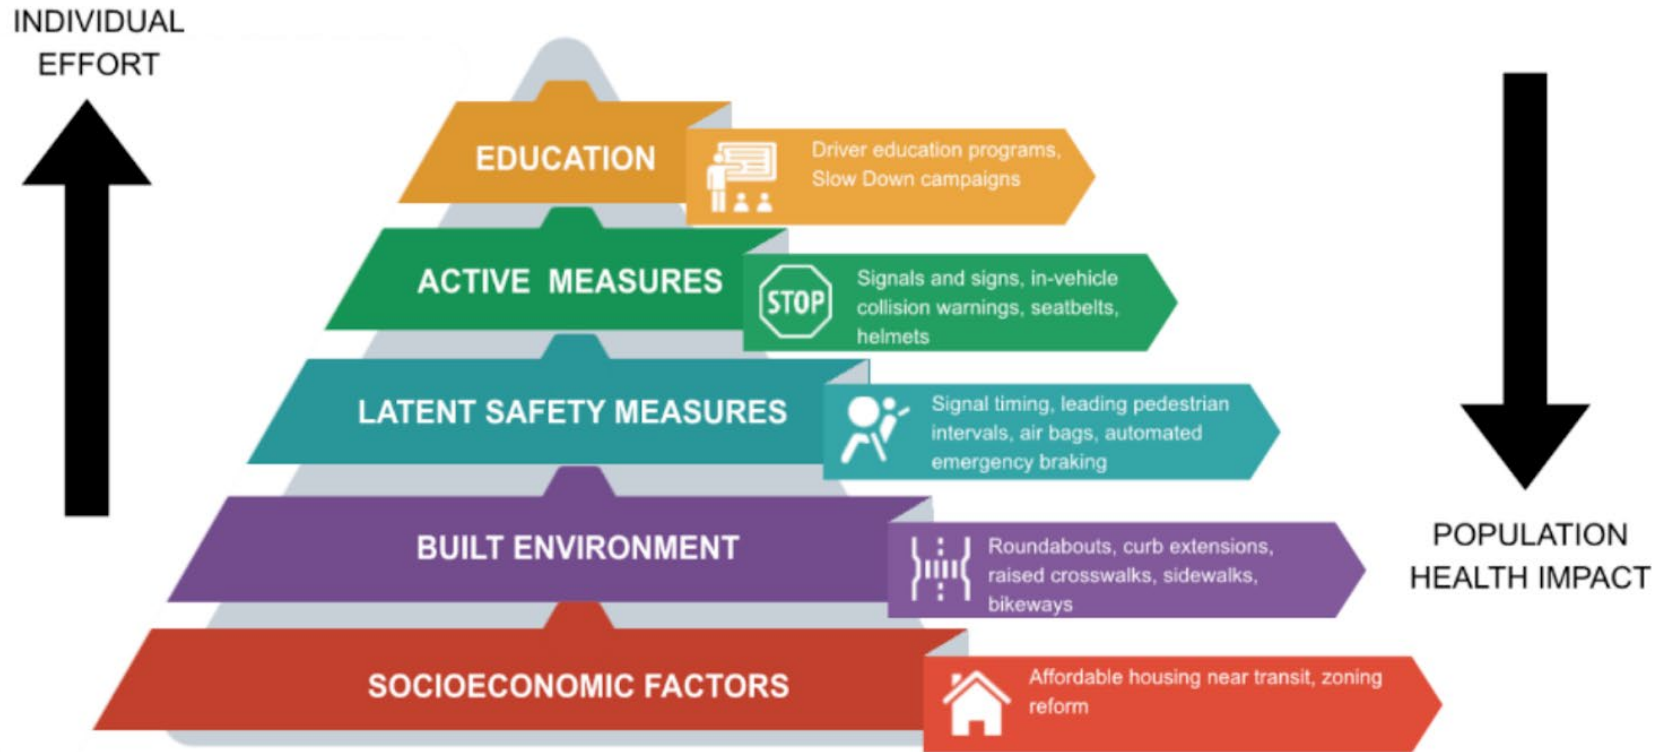 INDIVIDUAL
EFFORT
EDUCATION
Driver education programs,
Slow Down campaigns
ACTIVE MEASURES
STOP
Signals and signs, in-vehicle
collision warnings, seatbelts,
helmets
LATENT SAFETY MEASURES
Signal timing, leading pedestrian
intervals, air bags, automated
emergency braking
BUILT ENVIRONMENT
Roundabouts, curb extensions,
raised crosswalks, sidewalks,
bikeways
SOCIOECONOMIC FACTORS
Affordable housing near transit, zoning
reform
POPULATION
HEALTH IMPACT